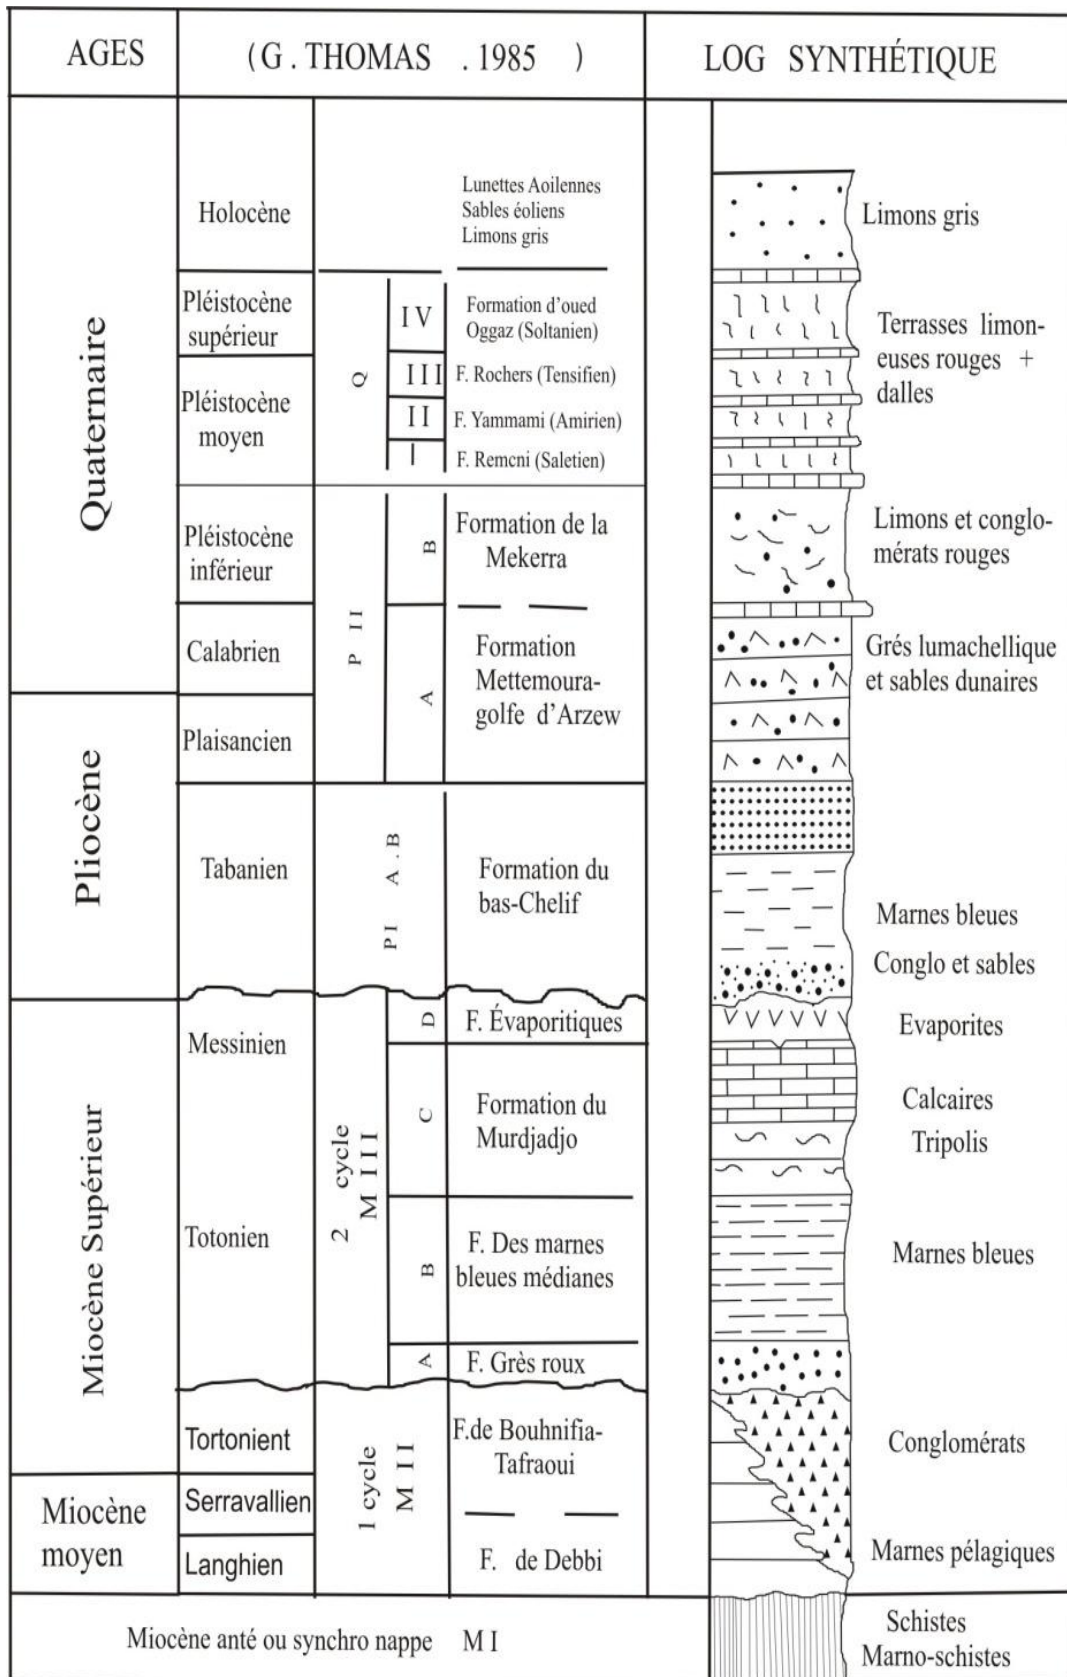 AGES
( G . THOMAS . 1985 )
LOG SYNTHÉTIQUE
Quaternaire
Pliocène
Miocène Supérieur
Miocène
moyen
Holocène
Pléistocène
supérieur
Pléistocène
moyen
Pléistocène
inférieur
Calabrien
Plaisancien
Tabanien
Messinien
Totonien
Tortonient
Serravallien
Langhien
Q
IV
III
II
I
P II
B
A
PI A . B
2 cycle
M III
D
C
B
A
1 cycle
M II
Lunettes Aoilennes
Sables éoliens
Limons gris
Formation d'oued
Oggaz (Soltanien)
F. Rochers (Tensifien)
F. Yammami (Amirien)
F. Remcni (Saletien)
Formation de la
Mekerra
Formation
Mettemoura-
golfe d'Arzew
Formation du
bas-Chelif
F. Évaporitiques
Formation du
Murdjadjo
F. Des marnes
bleues médianes
F. Grès roux
F.de Bouhnifia-
Tafraoui
F. de Debbi
Limons gris
Terrasses limon-
euses rouges +
dalles
Limons et conglo-
mérats rouges
Grés lumachellique
et sables dunaires
Marnes bleues
Conglo et sables
Evaporites
Calcaires
Tripolis
Marnes bleues
Conglomérats
Marnes pélagiques
Schistes
Marno-schistes
Miocène anté ou synchro nappe M I